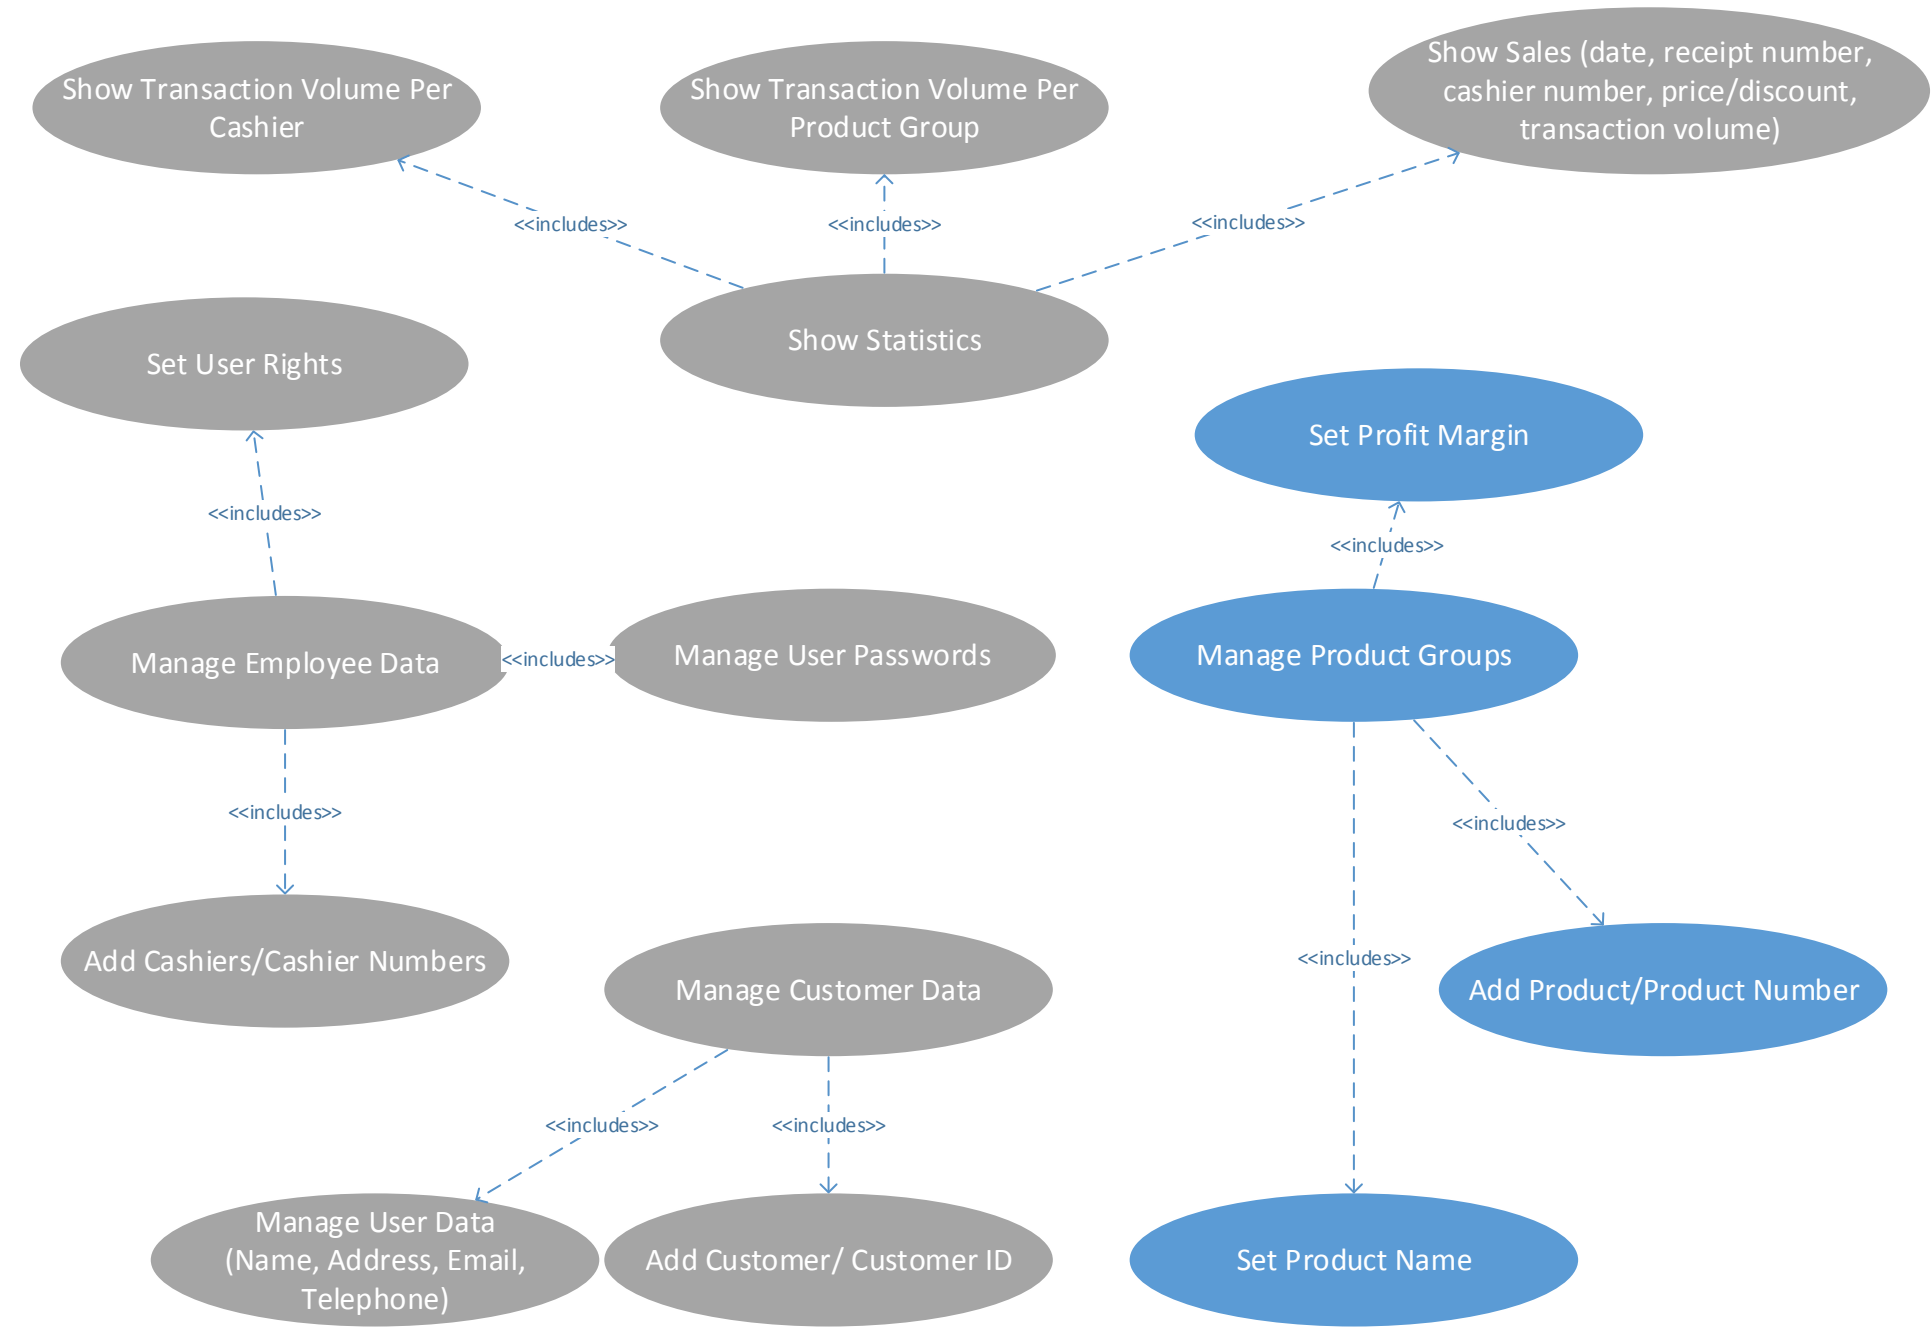 Show Transaction Volume Per
Cashier
Show Transaction Volume Per
Product Group
Show Sales (date, receipt number,
cashier number, price/discount,
transaction volume)
<<includes>>
<<includes>>
<<includes>>
Show Statistics
Set User Rights
Set Profit Margin
<<includes>>
<<includes>>
Manage Employee Data
<<includes>>
Manage User Passwords
Manage Product Groups
<<includes>>
<<includes>>
Add Cashiers/Cashier Numbers
<<includes>>
Manage Customer Data
Add Product/Product Number
<<includes>>
<<includes>>
Manage User Data
(Name, Address, Email,
Telephone)
Add Customer/ Customer ID
Set Product Name